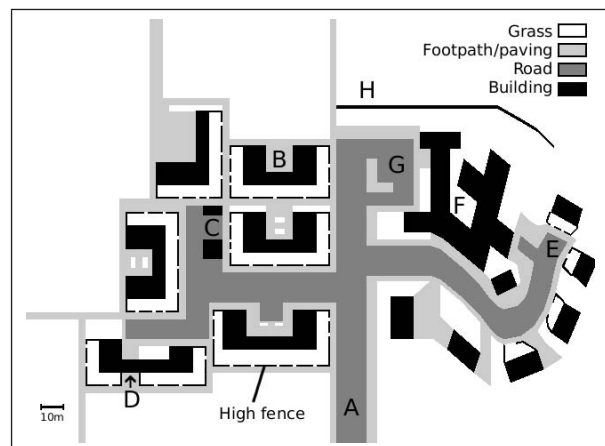 Grass
Footpath/paving
Road
Building
H
B
G
F
C
E
D
A
High fence
10m